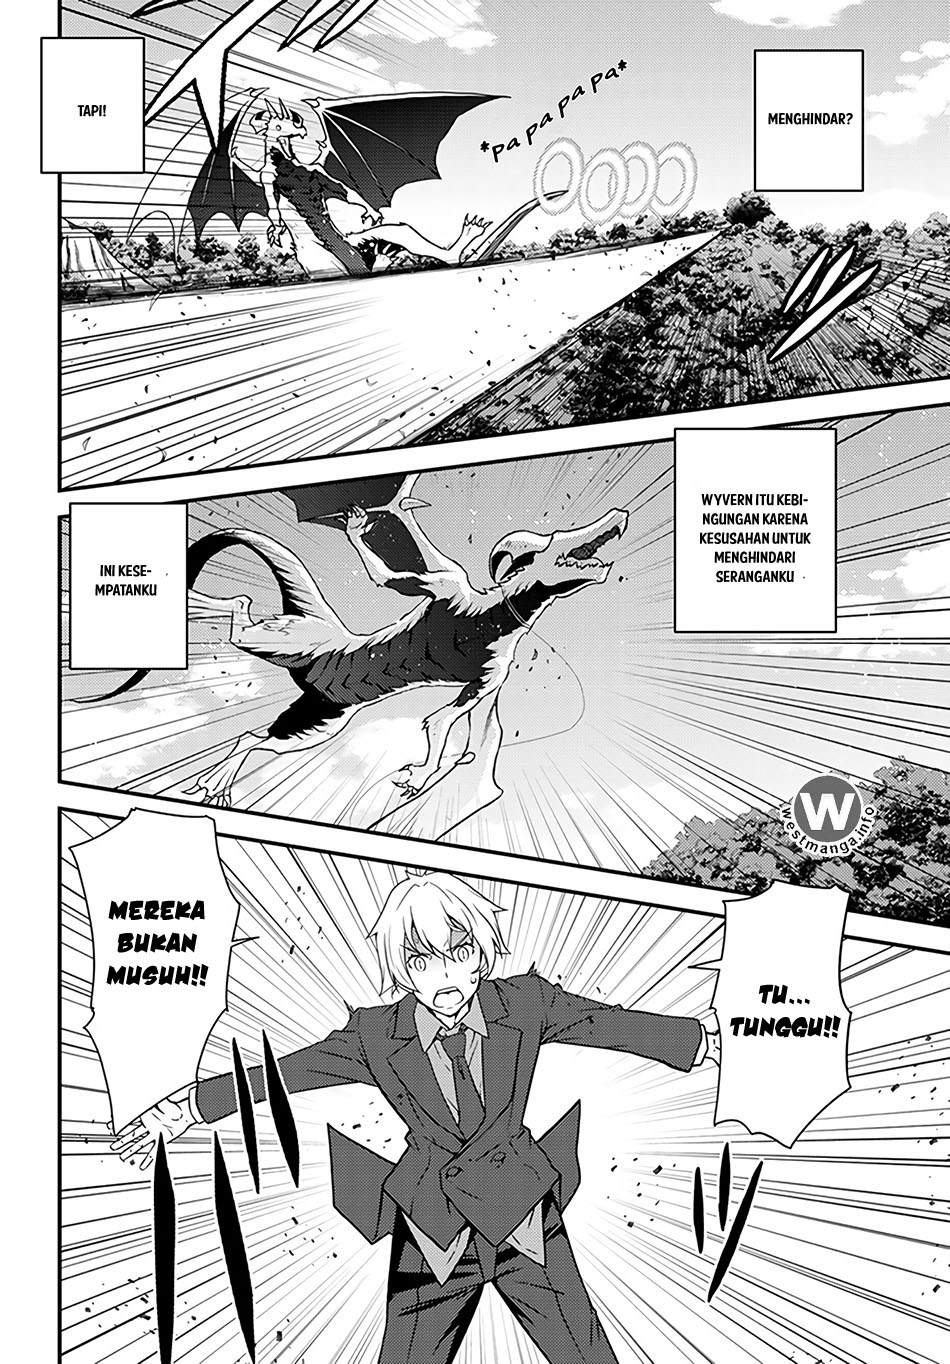 MENGHINDAR?
*pa pa pa pa pa*
TAPI!
WYVERN ITU KEBI-
NGUNGAN KARENA
KESUSAHAN UNTUK
MENGHINDARI
SERANGANKU
INI KESE-
MPATANKU
W
westmanga.info
TU...
TUNGGU!!
MEREKA
BUKAN
MUSUH!!